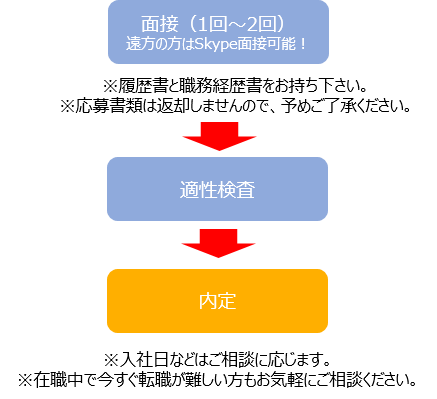 面接（1回～2回）
遠方の方はSkype面接可能！
※履歴書と職務経歴書をお持ち下さい。
※応募書類は返却しませんので、予めご了承ください。
適性検査
内定
※入社日などはご相談に応じます。
※在職中で今すぐ転職が難しい方もお気軽にご相談ください。